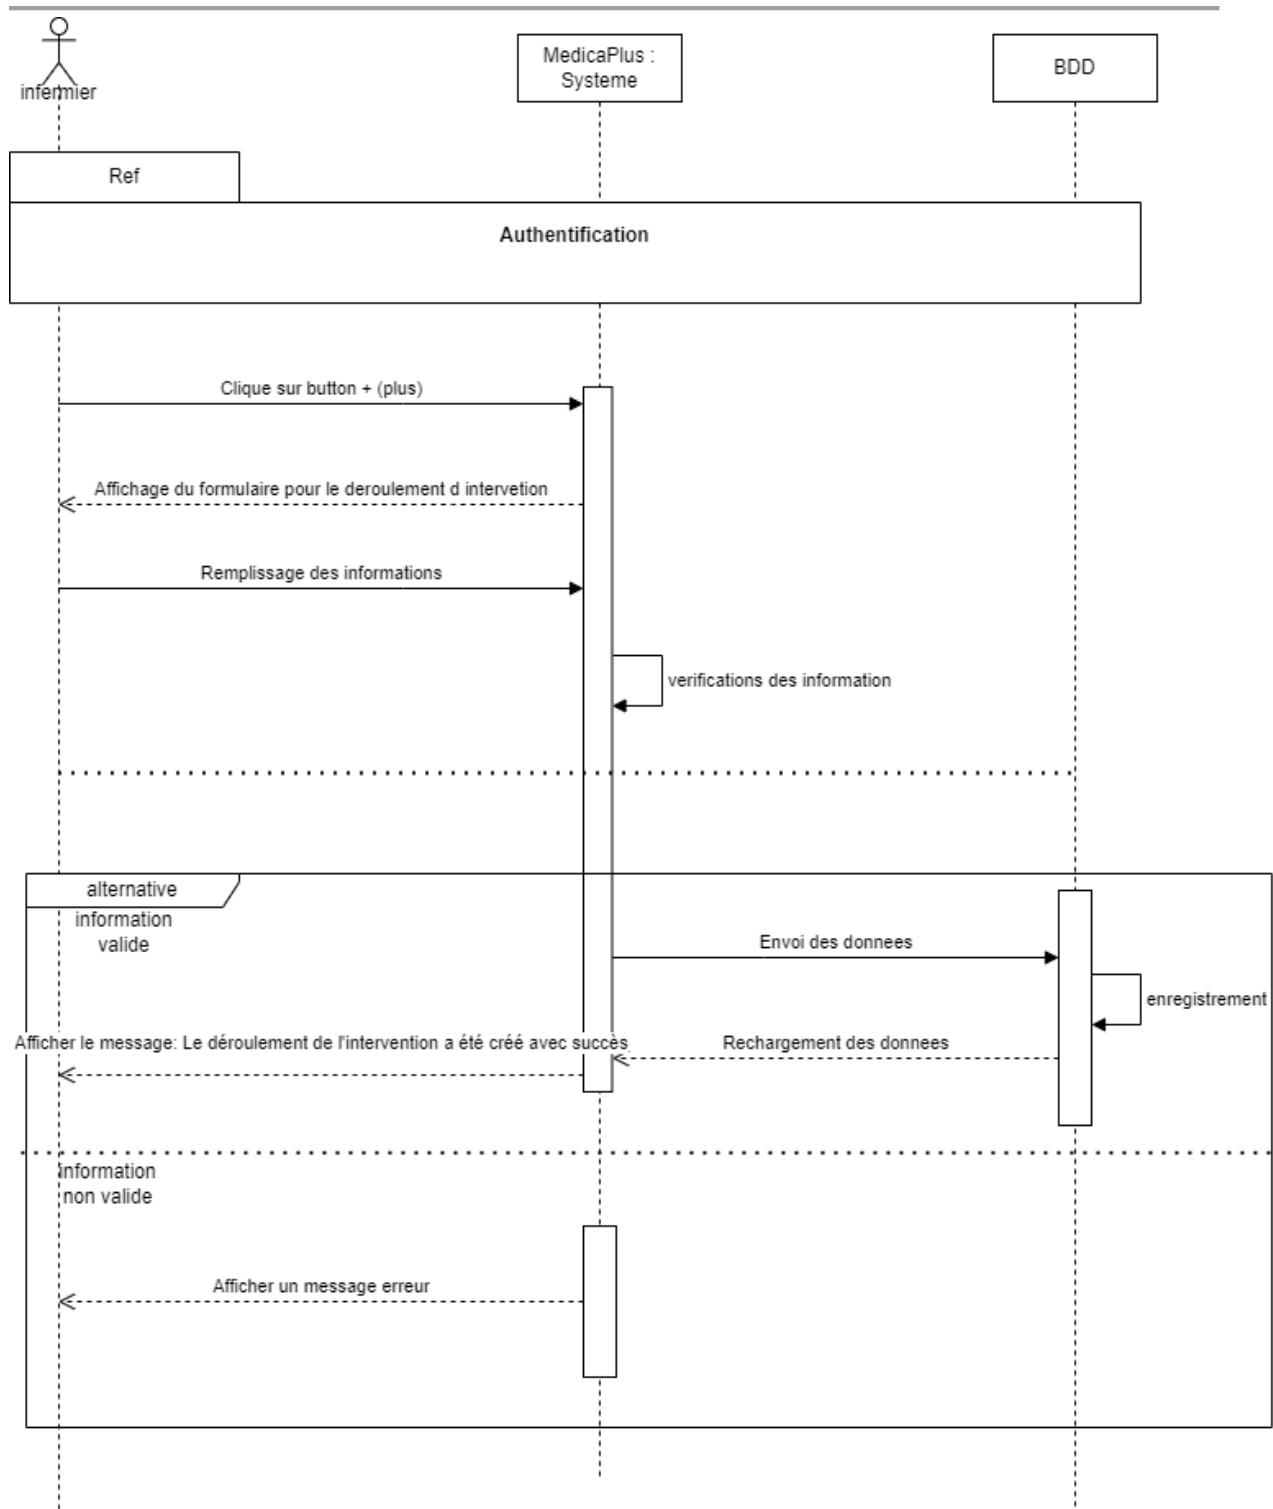 infermier
MedicaPlus :
Systeme
BDD
Ref
Authentification
Clique sur button + (plus)
Affichage du formulaire pour le deroulement d intervetion
Remplissage des informations
verifications des information
alternative
information
valide
Envoi des donnees
enregistrement
Afficher le message: Le déroulement de l'intervention a été créé avec succès
Rechargement des donnees
Information
non valide
Afficher un message erreur